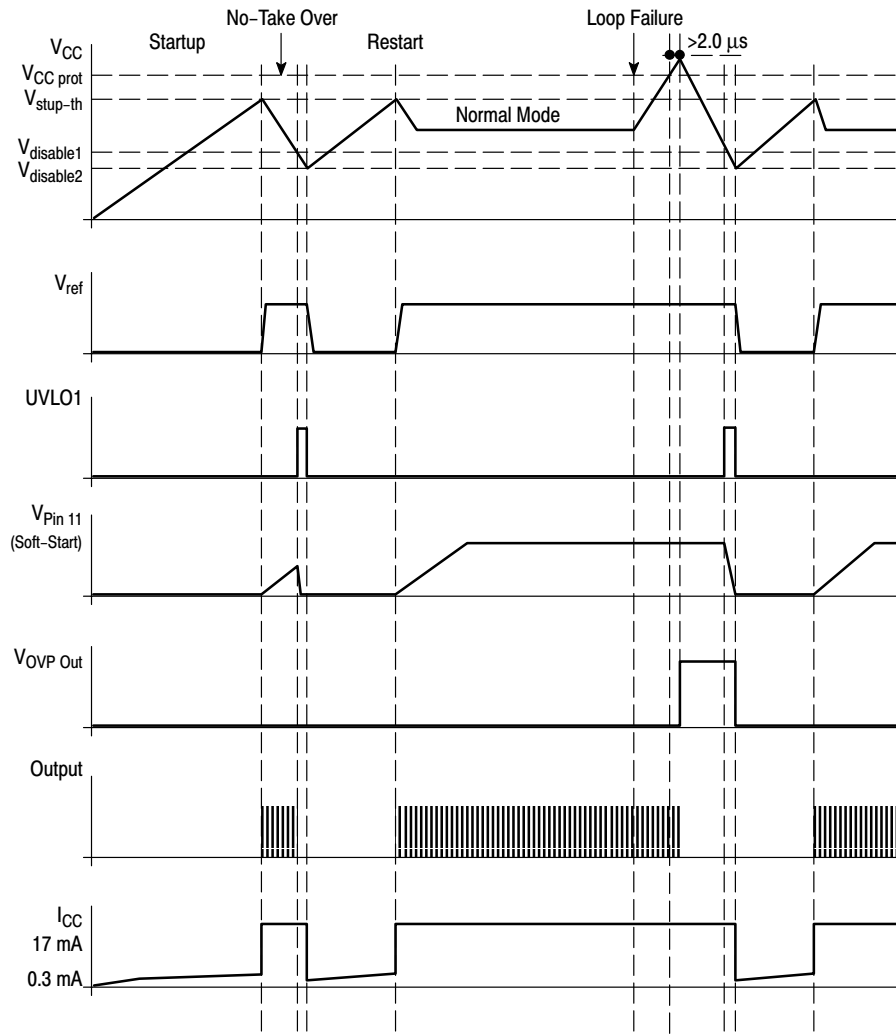 No–Take Over
Loop Failure
Startup
Restart
>2.0 μs
VCC
VCC prot
Vstup–th
Normal Mode
Vdisable1
Vdisable2
Vref
UVLO1
VPin 11
(Soft–Start)
VOVP Out
Output
ICC
17 mA
0.3 mA